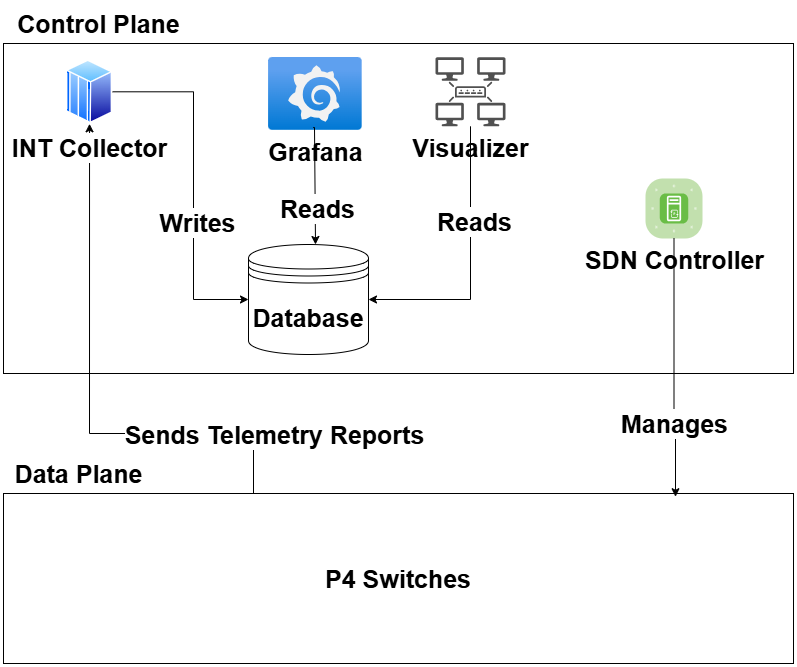 Control Plane
INT Collector
Grafana
Visualizer
Writes
Reads
Reads
SDN Controller
Database
Sends Telemetry Reports
Manages
Data Plane
P4 Switches